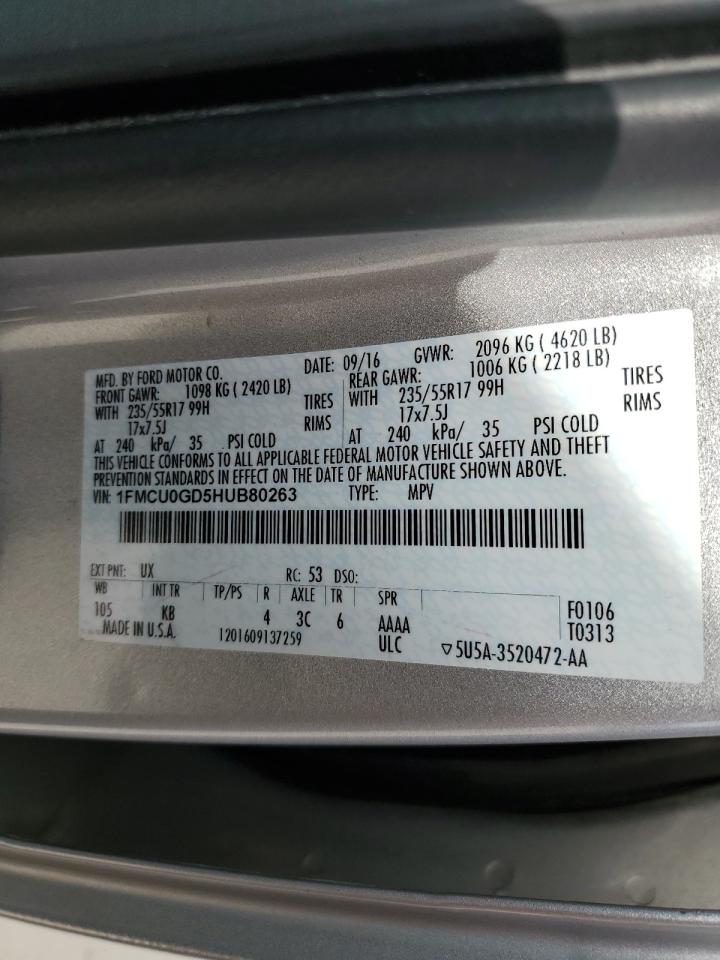 MFD. BY FORD MOTOR CO. DATE: 09/16 GVWR: 2096 KG ( 4620 LB)
FRONT GAWR: 1098 KG ( 2420 LB) REAR GAWR: 1006 KG ( 2218 LB)
WITH 235/55R17 99H TIRES WITH 235/55R17 99H TIRES
17x7.5J RIMS 17x7.5J RIMS
AT 240 kPa/ 35 PSI COLD AT 240 kPa/ 35 PSI COLD
THIS VEHICLE CONFORMS TO ALL APPLICABLE FEDERAL MOTOR VEHICLE SAFETY AND THEFT
PREVENTION STANDARDS IN EFFECT ON THE DATE OF MANUFACTURE SHOWN ABOVE.
VIN: 1FMCU0GD5HUB80263 TYPE: MPV
EXT PNT: UX RC: 53 DSO:
WB INT TR TP/PS R AXLE TR SPR
105 KB 4 3C 6 AAAA F0106
MADE IN U.S.A. 1201609137259 ULC T0313
▽5U5A-3520472-AA